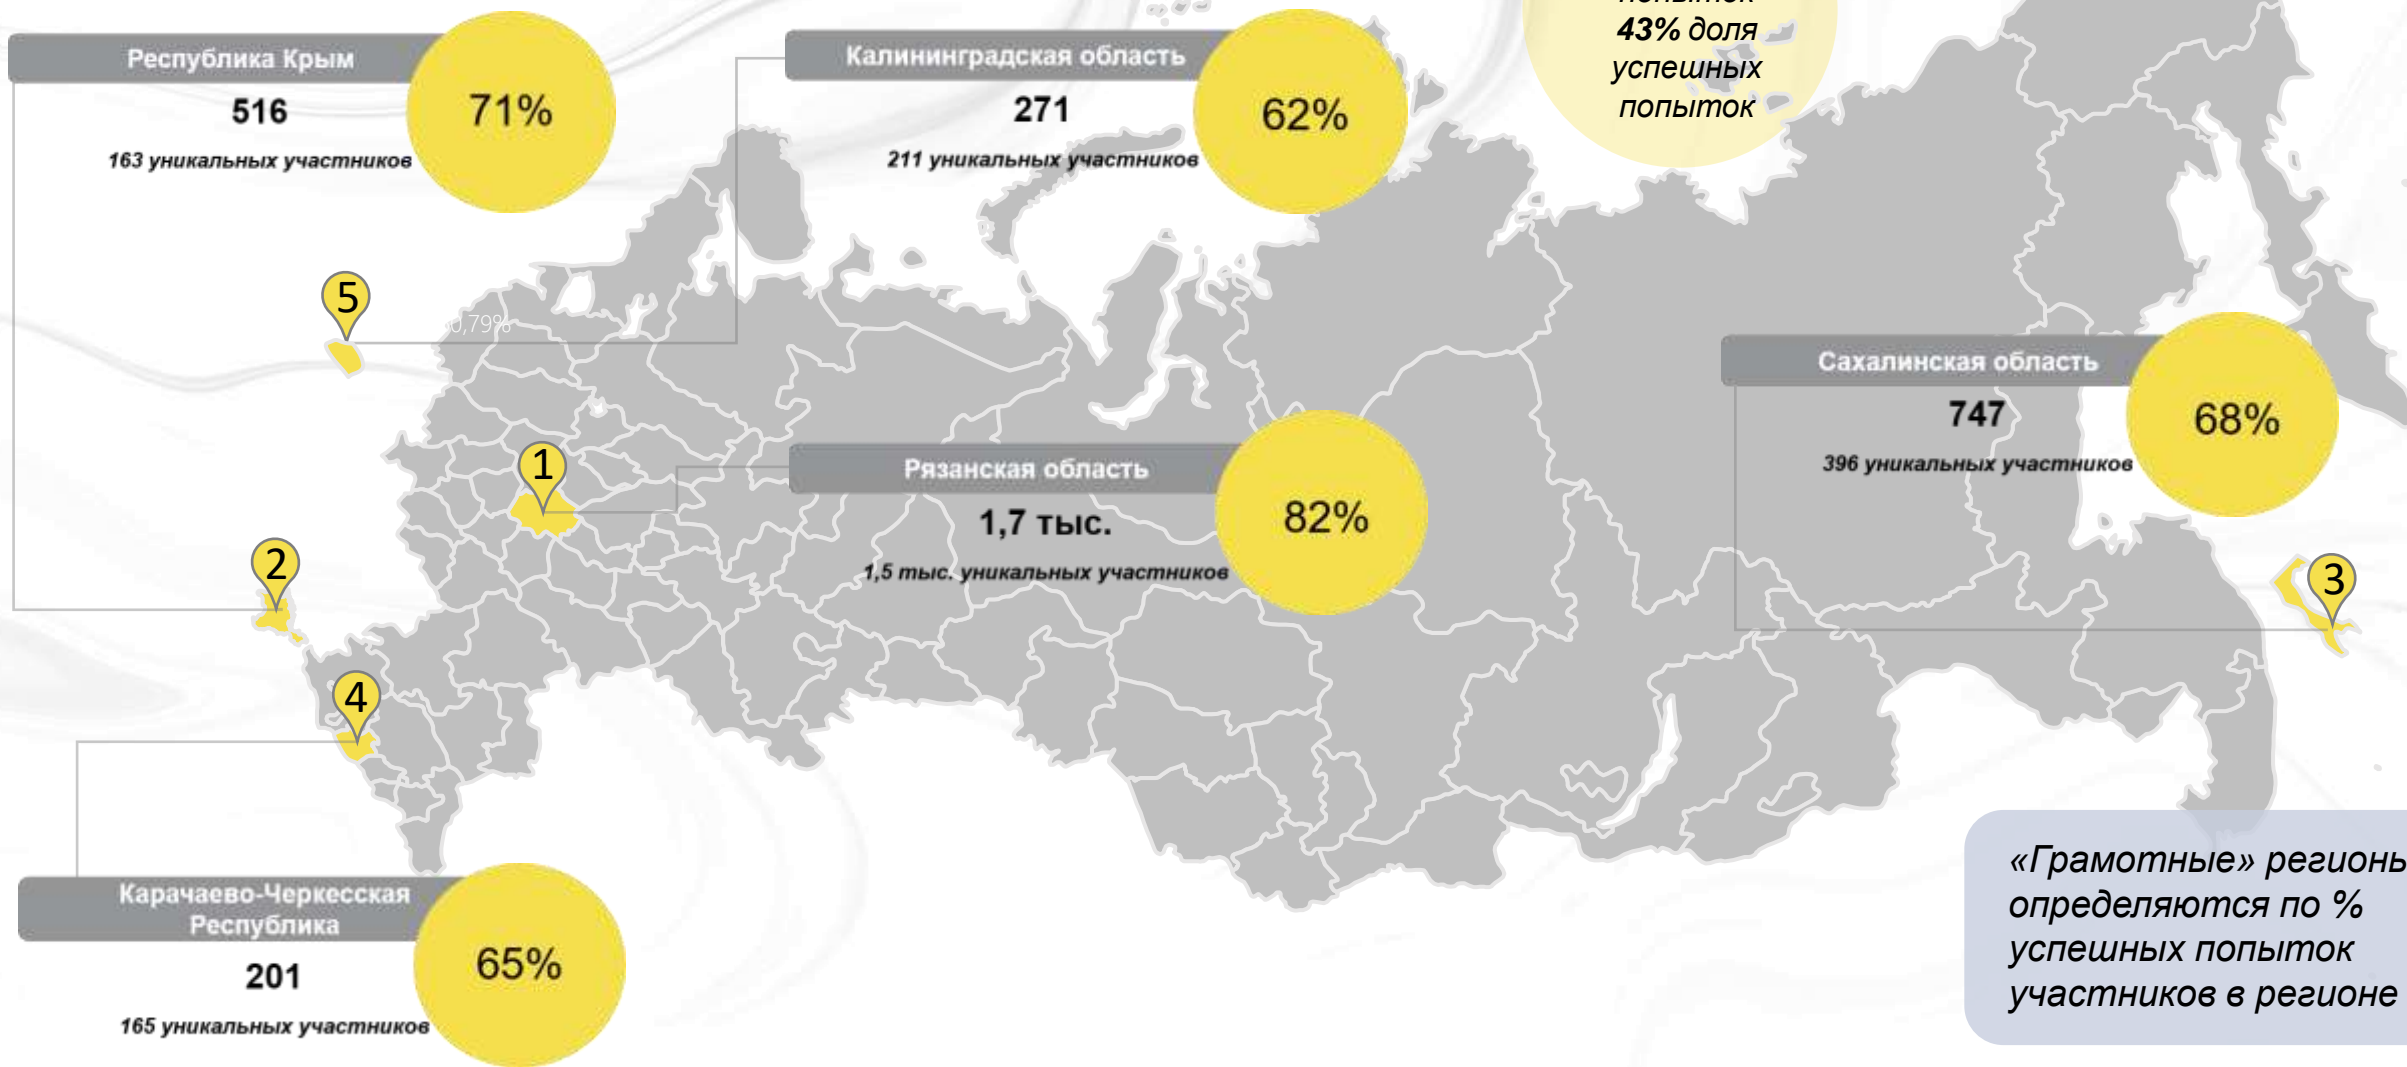 попыток
43% доля
успешных
попыток
Республика Крым
516
163 уникальных участников
71%
Калининградская область
271
211 уникальных участников
62%
5
0,79%
Сахалинская область
747
396 уникальных участников
68%
1
Рязанская область
1,7 тыс.
1,5 тыс. уникальных участников
82%
2
3
4
Карачаево-Черкесская
Республика
201
165 уникальных участников
65%
«Грамотные» регионы
определяются по %
успешных попыток
участников в регионе